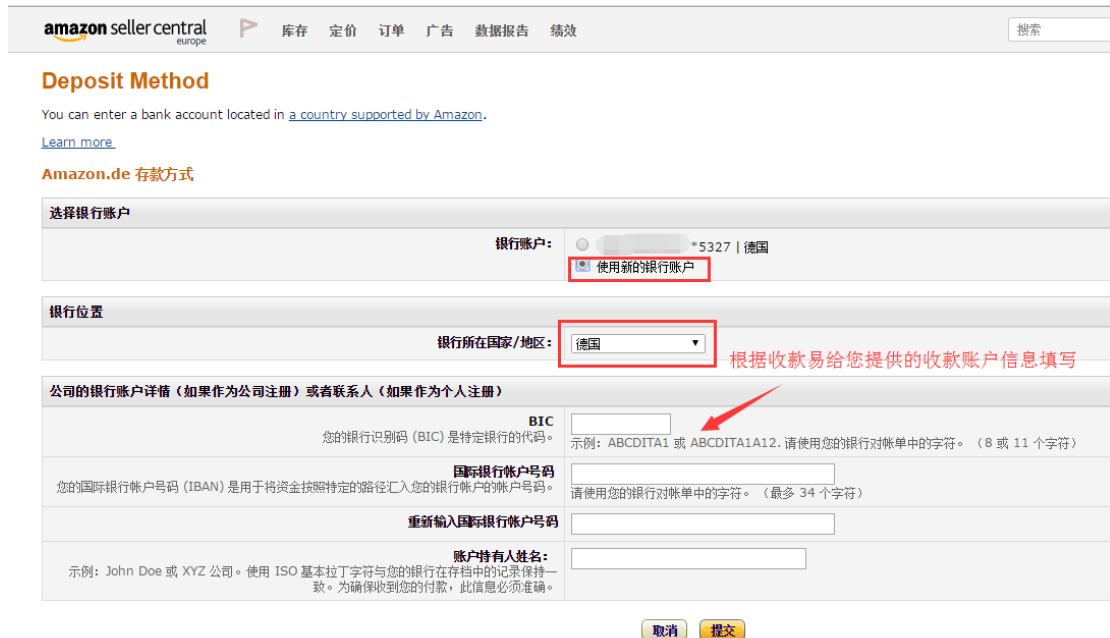 amazon seller central
europe
库存 定价 订单 广告 数据报告 绩效
搜索
Deposit Method
You can enter a bank account located in a country supported by Amazon.
Learn more
Amazon.de 存款方式
选择银行账户
银行账户：
*5327 | 德国
使用新的银行账户
银行位置
银行所在国家/地区：
德国
根据收款易给您提供的收款账户信息填写
公司的银行账户详情（如果作为公司注册）或者联系人（如果作为个人注册）
BIC
您的银行识别码 (BIC) 是特定银行的代码。
示例：ABCDITA1 或 ABCDITA1A12. 请使用您的银行对帐单中的字符。（8 或 11 个字符）
国际银行帐户号码
您的国际银行帐户号码 (IBAN) 是用于将资金按照特定的路径汇入您的银行帐户的帐户号码。
请使用您的银行对帐单中的字符。（最多 34 个字符）
重新输入国际银行帐户号码
账户持有人姓名：
示例：John Doe 或 XYZ 公司。使用 ISO 基本拉丁字符与您的银行在存档中的记录保持一
致。为确保收到您的付款，此信息必须准确。
取消 提交